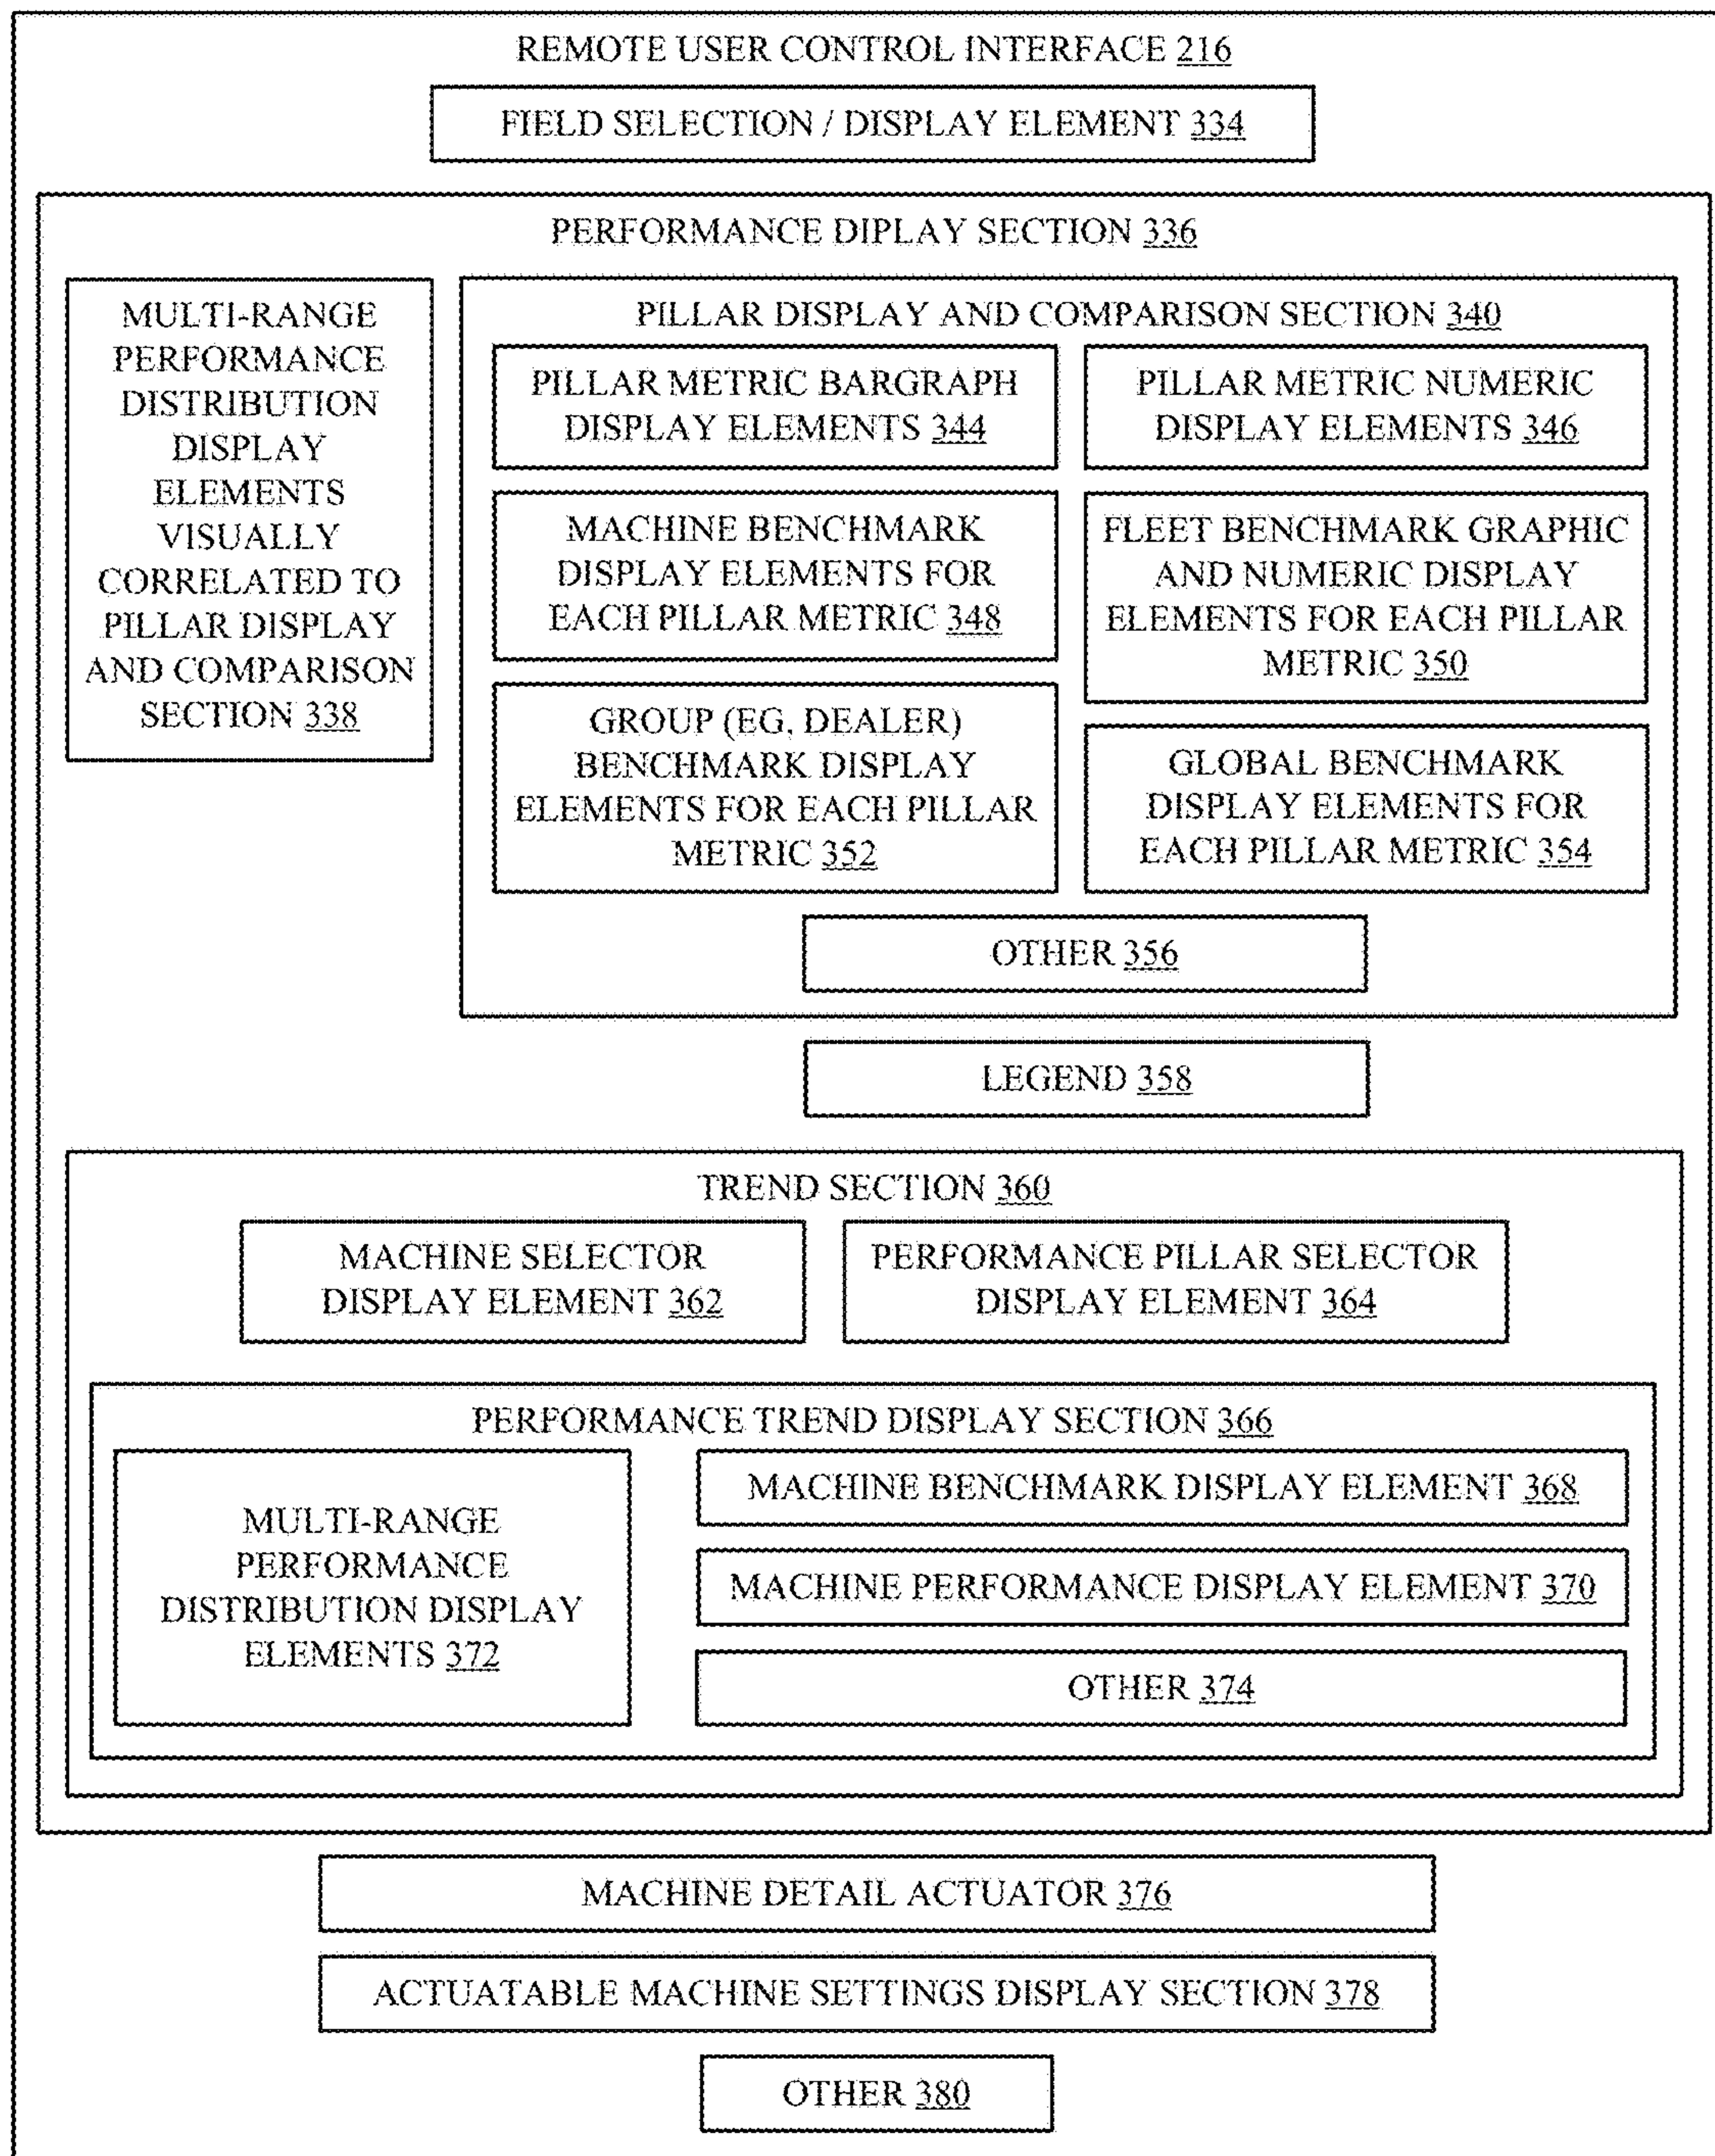 REMOTE USER CONTROL INTERFACE 216
FIELD SELECTION / DISPLAY ELEMENT 334
PERFORMANCE DIPLAY SECTION 336
MULTI-RANGE
PERFORMANCE
DISTRIBUTION
DISPLAY
ELEMENTS
VISUALLY
CORRELATED TO
PILLAR DISPLAY
AND COMPARISON
SECTION 338
PILLAR DISPLAY AND COMPARISON SECTION 340
PILLAR METRIC BARGRAPH
DISPLAY ELEMENTS 344
PILLAR METRIC NUMERIC
DISPLAY ELEMENTS 346
MACHINE BENCHMARK
DISPLAY ELEMENTS FOR
EACH PILLAR METRIC 348
FLEET BENCHMARK GRAPHIC
AND NUMERIC DISPLAY
ELEMENTS FOR EACH PILLAR
METRIC 350
GROUP (EG, DEALER)
BENCHMARK DISPLAY
ELEMENTS FOR EACH PILLAR
METRIC 352
GLOBAL BENCHMARK
DISPLAY ELEMENTS FOR
EACH PILLAR METRIC 354
OTHER 356
LEGEND 358
TREND SECTION 360
MACHINE SELECTOR
DISPLAY ELEMENT 362
PERFORMANCE PILLAR SELECTOR
DISPLAY ELEMENT 364
PERFORMANCE TREND DISPLAY SECTION 366
MULTI-RANGE
PERFORMANCE
DISTRIBUTION DISPLAY
ELEMENTS 372
MACHINE BENCHMARK DISPLAY ELEMENT 368
MACHINE PERFORMANCE DISPLAY ELEMENT 370
OTHER 374
MACHINE DETAIL ACTUATOR 376
ACTUATABLE MACHINE SETTINGS DISPLAY SECTION 378
OTHER 380